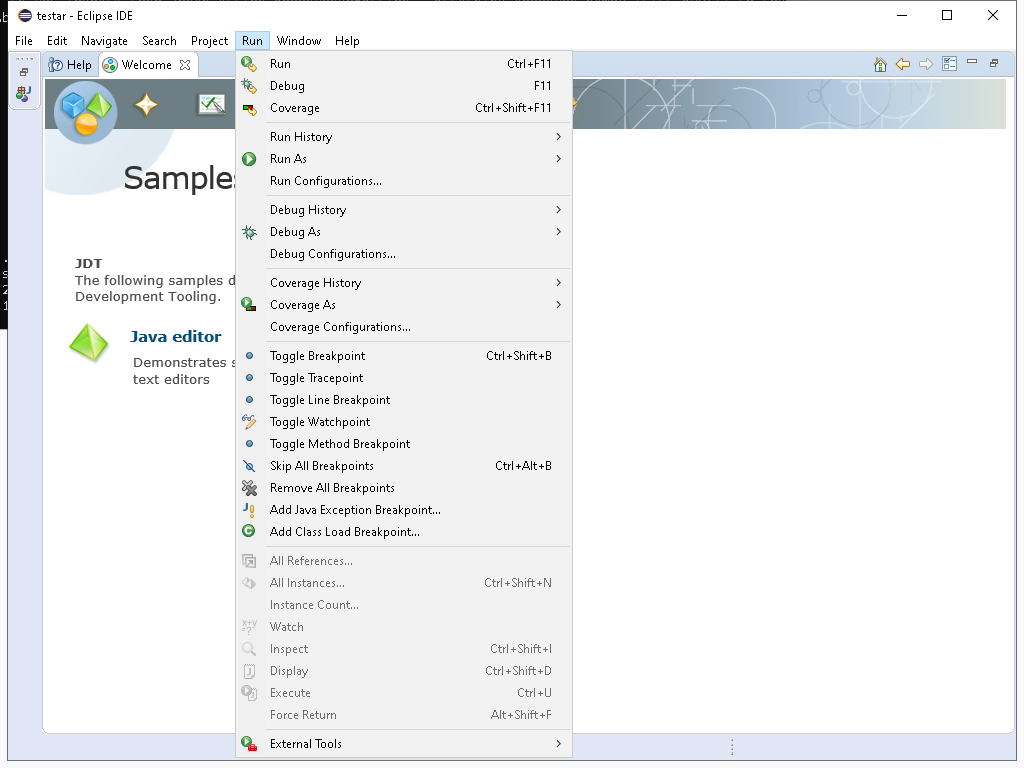 testar - Eclipse IDE
File Edit Navigate Search Project Run Window Help
Help Welcome
Samples
JDT
The following samples d
Development Tooling.
Java editor
Demonstrates s
text editors
Run Ctrl+F11
Debug F11
Coverage Ctrl+Shift+F11
Run History
Run As
Run Configurations...
Debug History
Debug As
Debug Configurations...
Coverage History
Coverage As
Coverage Configurations...
Toggle Breakpoint Ctrl+Shift+B
Toggle Tracepoint
Toggle Line Breakpoint
Toggle Watchpoint
Toggle Method Breakpoint
Skip All Breakpoints Ctrl+Alt+B
Remove All Breakpoints
Add Java Exception Breakpoint...
Add Class Load Breakpoint...
All References...
All Instances... Ctrl+Shift+N
Instance Count...
Watch
Inspect Ctrl+Shift+I
Display Ctrl+Shift+D
Execute Ctrl+U
Force Return Alt+Shift+F
External Tools